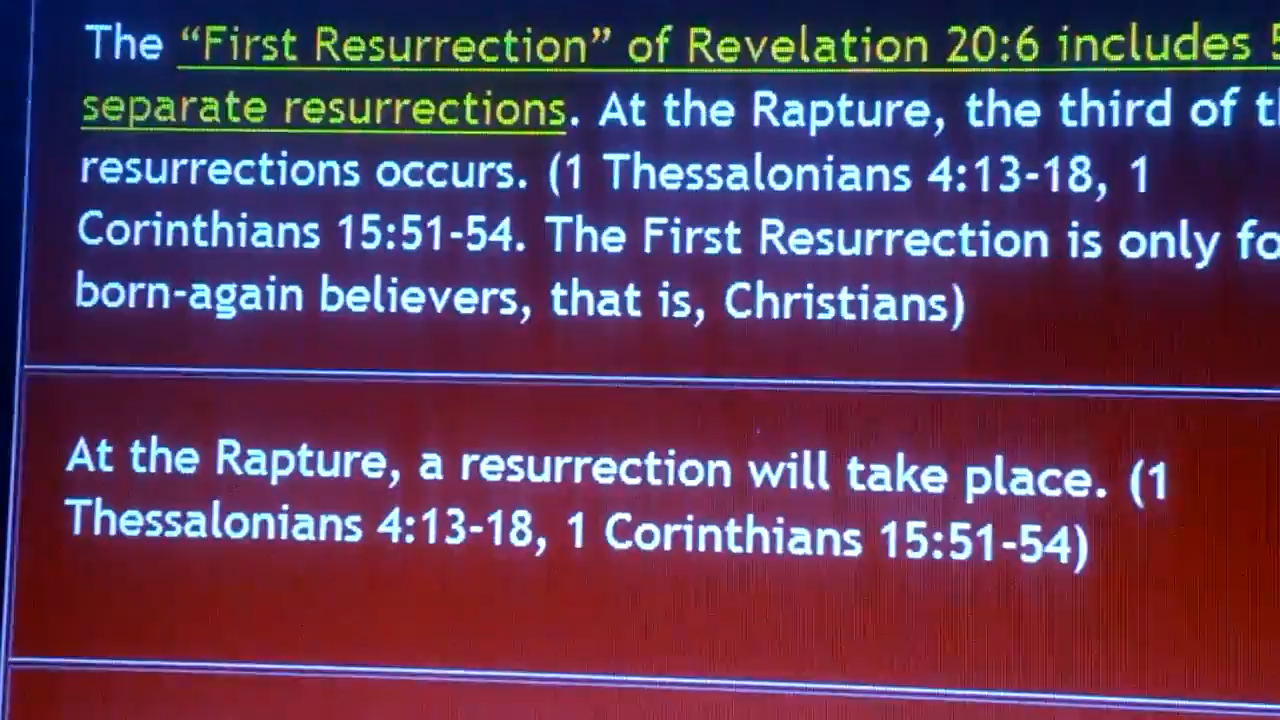 The “First Resurrection” of Revelation 20:6 includes 5
separate resurrections. At the Rapture, the third of
resurrections occurs. (1 Thessalonians 4:13-18, 1
Corinthians 15:51-54. The First Resurrection is only
born-again believers, that is, Christians)
At the Rapture, a resurrection will take place. (1
Thessalonians 4:13-18, 1 Corinthians 15:51-54)